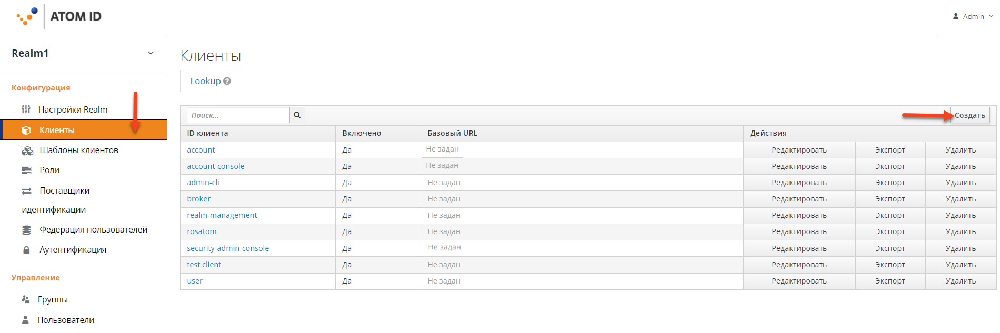 ATOM ID
Admin
Realm1
Конфигурация
Настройки Realm
Клиенты
Шаблоны клиентов
Роли
Поставщики
идентификации
Федерация пользователей
Аутентификация
Управление
Группы
Пользователи
Клиенты
Lookup
Поиск...
Создать
ID клиента Включено Базовый URL Действия
account Да Не задан Редактировать Экспорт Удалить
account-console Да Не задан Редактировать Экспорт Удалить
admin-cli Да Не задан Редактировать Экспорт Удалить
broker Да Не задан Редактировать Экспорт Удалить
realm-management Да Не задан Редактировать Экспорт Удалить
rosatom Да Не задан Редактировать Экспорт Удалить
security-admin-console Да Не задан Редактировать Экспорт Удалить
test client Да Не задан Редактировать Экспорт Удалить
user Да Не задан Редактировать Экспорт Удалить